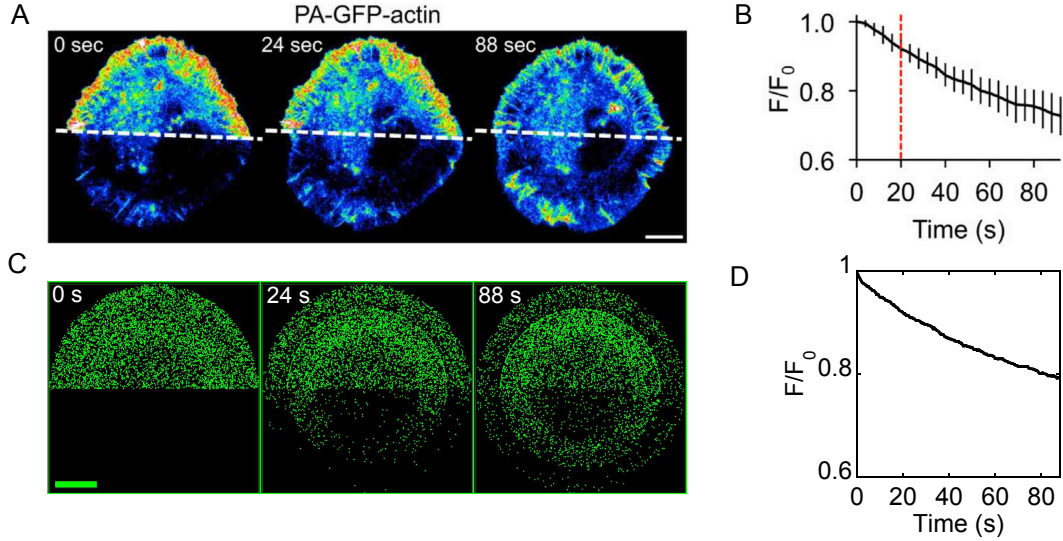 A
PA-GFP-actin
0 sec
24 sec
88 sec
B
1.0
0.8
0.6
F/F0
0 20 40 60 80
Time (s)
C
0 s
24 s
88 s
D
1
0.8
0.6
F/F0
0 20 40 60 80
Time (s)